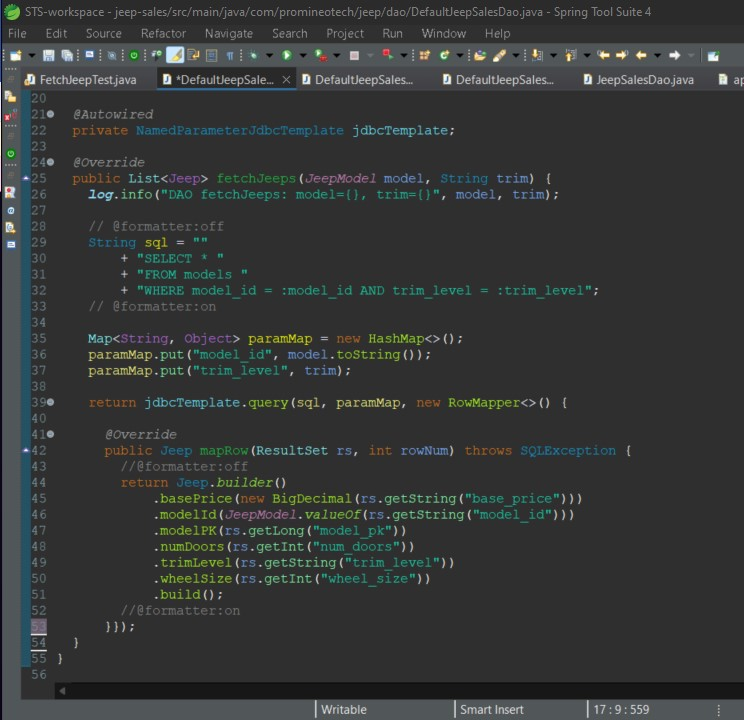 STS-workspace - jeep-sales/src/main/java/com/promineotech/jeep/dao/DefaultJeepSalesDao.java - Spring Tool Suite 4
File Edit Source Refactor Navigate Search Project Run Window Help
FetchJeepTest.java *DefaultJeepSale... DefaultJeepSales... DefaultJeepSales... JeepSalesDao.java ap
20
21 @Autowired
22 private NamedParameterJdbcTemplate jdbcTemplate;
23
24 @Override
25 public List<Jeep> fetchJeeps(JeepModel model, String trim) {
26 log.info("DAO fetchJeeps: model={}, trim={}", model, trim);
27
28 // @formatter:off
29 String sql = ""
30 + "SELECT * "
31 + "FROM models "
32 + "WHERE model_id = :model_id AND trim_level = :trim_level";
33 // @formatter:on
34
35 Map<String, Object> paramMap = new HashMap<>();
36 paramMap.put("model_id", model.toString());
37 paramMap.put("trim_level", trim);
38
39 return jdbcTemplate.query(sql, paramMap, new RowMapper<>() {
40
41 @Override
42 public Jeep mapRow(ResultSet rs, int rowNum) throws SQLException {
43 //@formatter:off
44 return Jeep.builder()
45 .basePrice(new BigDecimal(rs.getString("base_price")))
46 .modelId(JeepModel.valueOf(rs.getString("model_id")))
47 .modelPK(rs.getLong("model_pk"))
48 .numDoors(rs.getInt("num_doors"))
49 .trimLevel(rs.getString("trim_level"))
50 .wheelSize(rs.getInt("wheel_size"))
51 .build();
52 //@formatter:on
53 }});
54 }
55 }
56
Writable Smart Insert 17 : 9 : 559